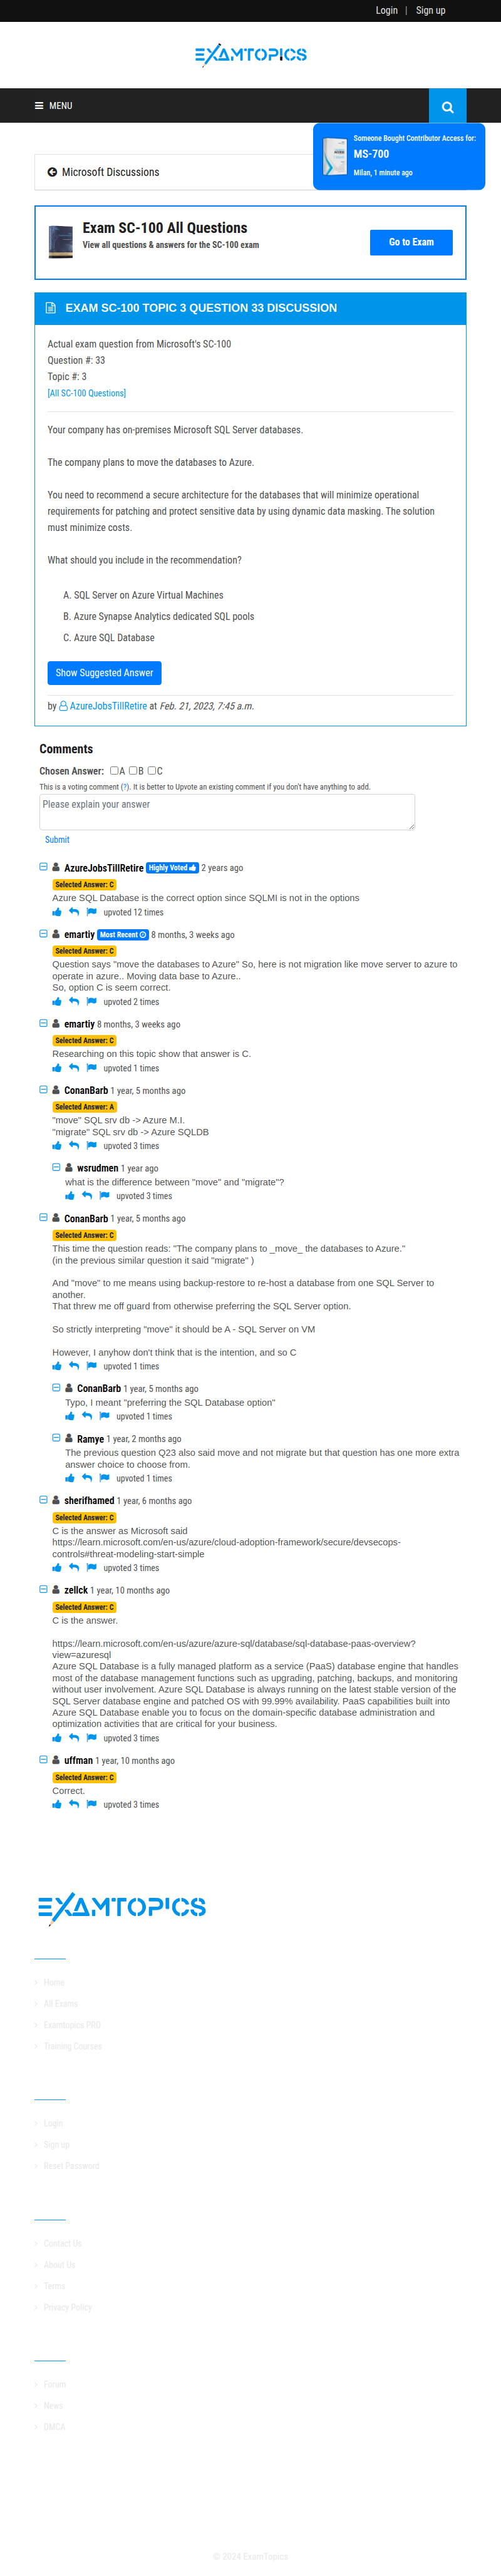 Login | Sign up
EXAMTOPICS
MENU
Someone Bought Contributor Access for:
MS-700
Milan, 1 minute ago
Microsoft Discussions
Exam SC-100 All Questions
View all questions & answers for the SC-100 exam
Go to Exam
EXAM SC-100 TOPIC 3 QUESTION 33 DISCUSSION
Actual exam question from Microsoft's SC-100
Question #: 33
Topic #: 3
[All SC-100 Questions]
Your company has on-premises Microsoft SQL Server databases.
The company plans to move the databases to Azure.
You need to recommend a secure architecture for the databases that will minimize operational
requirements for patching and protect sensitive data by using dynamic data masking. The solution
must minimize costs.
What should you include in the recommendation?
A. SQL Server on Azure Virtual Machines
B. Azure Synapse Analytics dedicated SQL pools
C. Azure SQL Database
Show Suggested Answer
by AzureJobsTillRetire at Feb. 21, 2023, 7:45 a.m.
Comments
Chosen Answer: A B C
This is a voting comment (?). It is better to Upvote an existing comment if you don't have anything to add.
Please explain your answer
Submit
AzureJobsTillRetire Highly Voted 2 years ago
Selected Answer: C
Azure SQL Database is the correct option since SQLMI is not in the options
upvoted 12 times
emartiy Most Recent 8 months, 3 weeks ago
Selected Answer: C
Question says "move the databases to Azure" So, here is not migration like move server to azure to
operate in azure.. Moving data base to Azure..
So, option C is seem correct.
upvoted 2 times
emartiy 8 months, 3 weeks ago
Selected Answer: C
Researching on this topic show that answer is C.
upvoted 1 times
ConanBarb 1 year, 5 months ago
Selected Answer: A
"move" SQL srv db -> Azure M.I.
"migrate" SQL srv db -> Azure SQLDB
upvoted 3 times
wsrudmen 1 year ago
what is the difference between "move" and "migrate"?
upvoted 3 times
ConanBarb 1 year, 5 months ago
Selected Answer: C
This time the question reads: "The company plans to _move_ the databases to Azure."
(in the previous similar question it said "migrate" )
And "move" to me means using backup-restore to re-host a database from one SQL Server to
another.
That threw me off guard from otherwise preferring the SQL Server option.
So strictly interpreting "move" it should be A - SQL Server on VM
However, I anyhow don't think that is the intention, and so C
upvoted 1 times
ConanBarb 1 year, 5 months ago
Typo, I meant "preferring the SQL Database option"
upvoted 1 times
Ramye 1 year, 2 months ago
The previous question Q23 also said move and not migrate but that question has one more extra
answer choice to choose from.
upvoted 1 times
sherifhamed 1 year, 6 months ago
Selected Answer: C
C is the answer as Microsoft said
https://learn.microsoft.com/en-us/azure/cloud-adoption-framework/secure/devsecops-
controls#threat-modeling-start-simple
upvoted 3 times
zellck 1 year, 10 months ago
Selected Answer: C
C is the answer.
https://learn.microsoft.com/en-us/azure/azure-sql/database/sql-database-paas-overview?
view=azuresql
Azure SQL Database is a fully managed platform as a service (PaaS) database engine that handles
most of the database management functions such as upgrading, patching, backups, and monitoring
without user involvement. Azure SQL Database is always running on the latest stable version of the
SQL Server database engine and patched OS with 99.99% availability. PaaS capabilities built into
Azure SQL Database enable you to focus on the domain-specific database administration and
optimization activities that are critical for your business.
upvoted 3 times
uffman 1 year, 10 months ago
Selected Answer: C
Correct.
upvoted 3 times
EXAMTOPICS
Home
All Exams
Examtopics PRO
Training Courses
Login
Sign up
Reset Password
Contact Us
About Us
Terms
Privacy Policy
Forum
News
DMCA
© 2024 ExamTopics